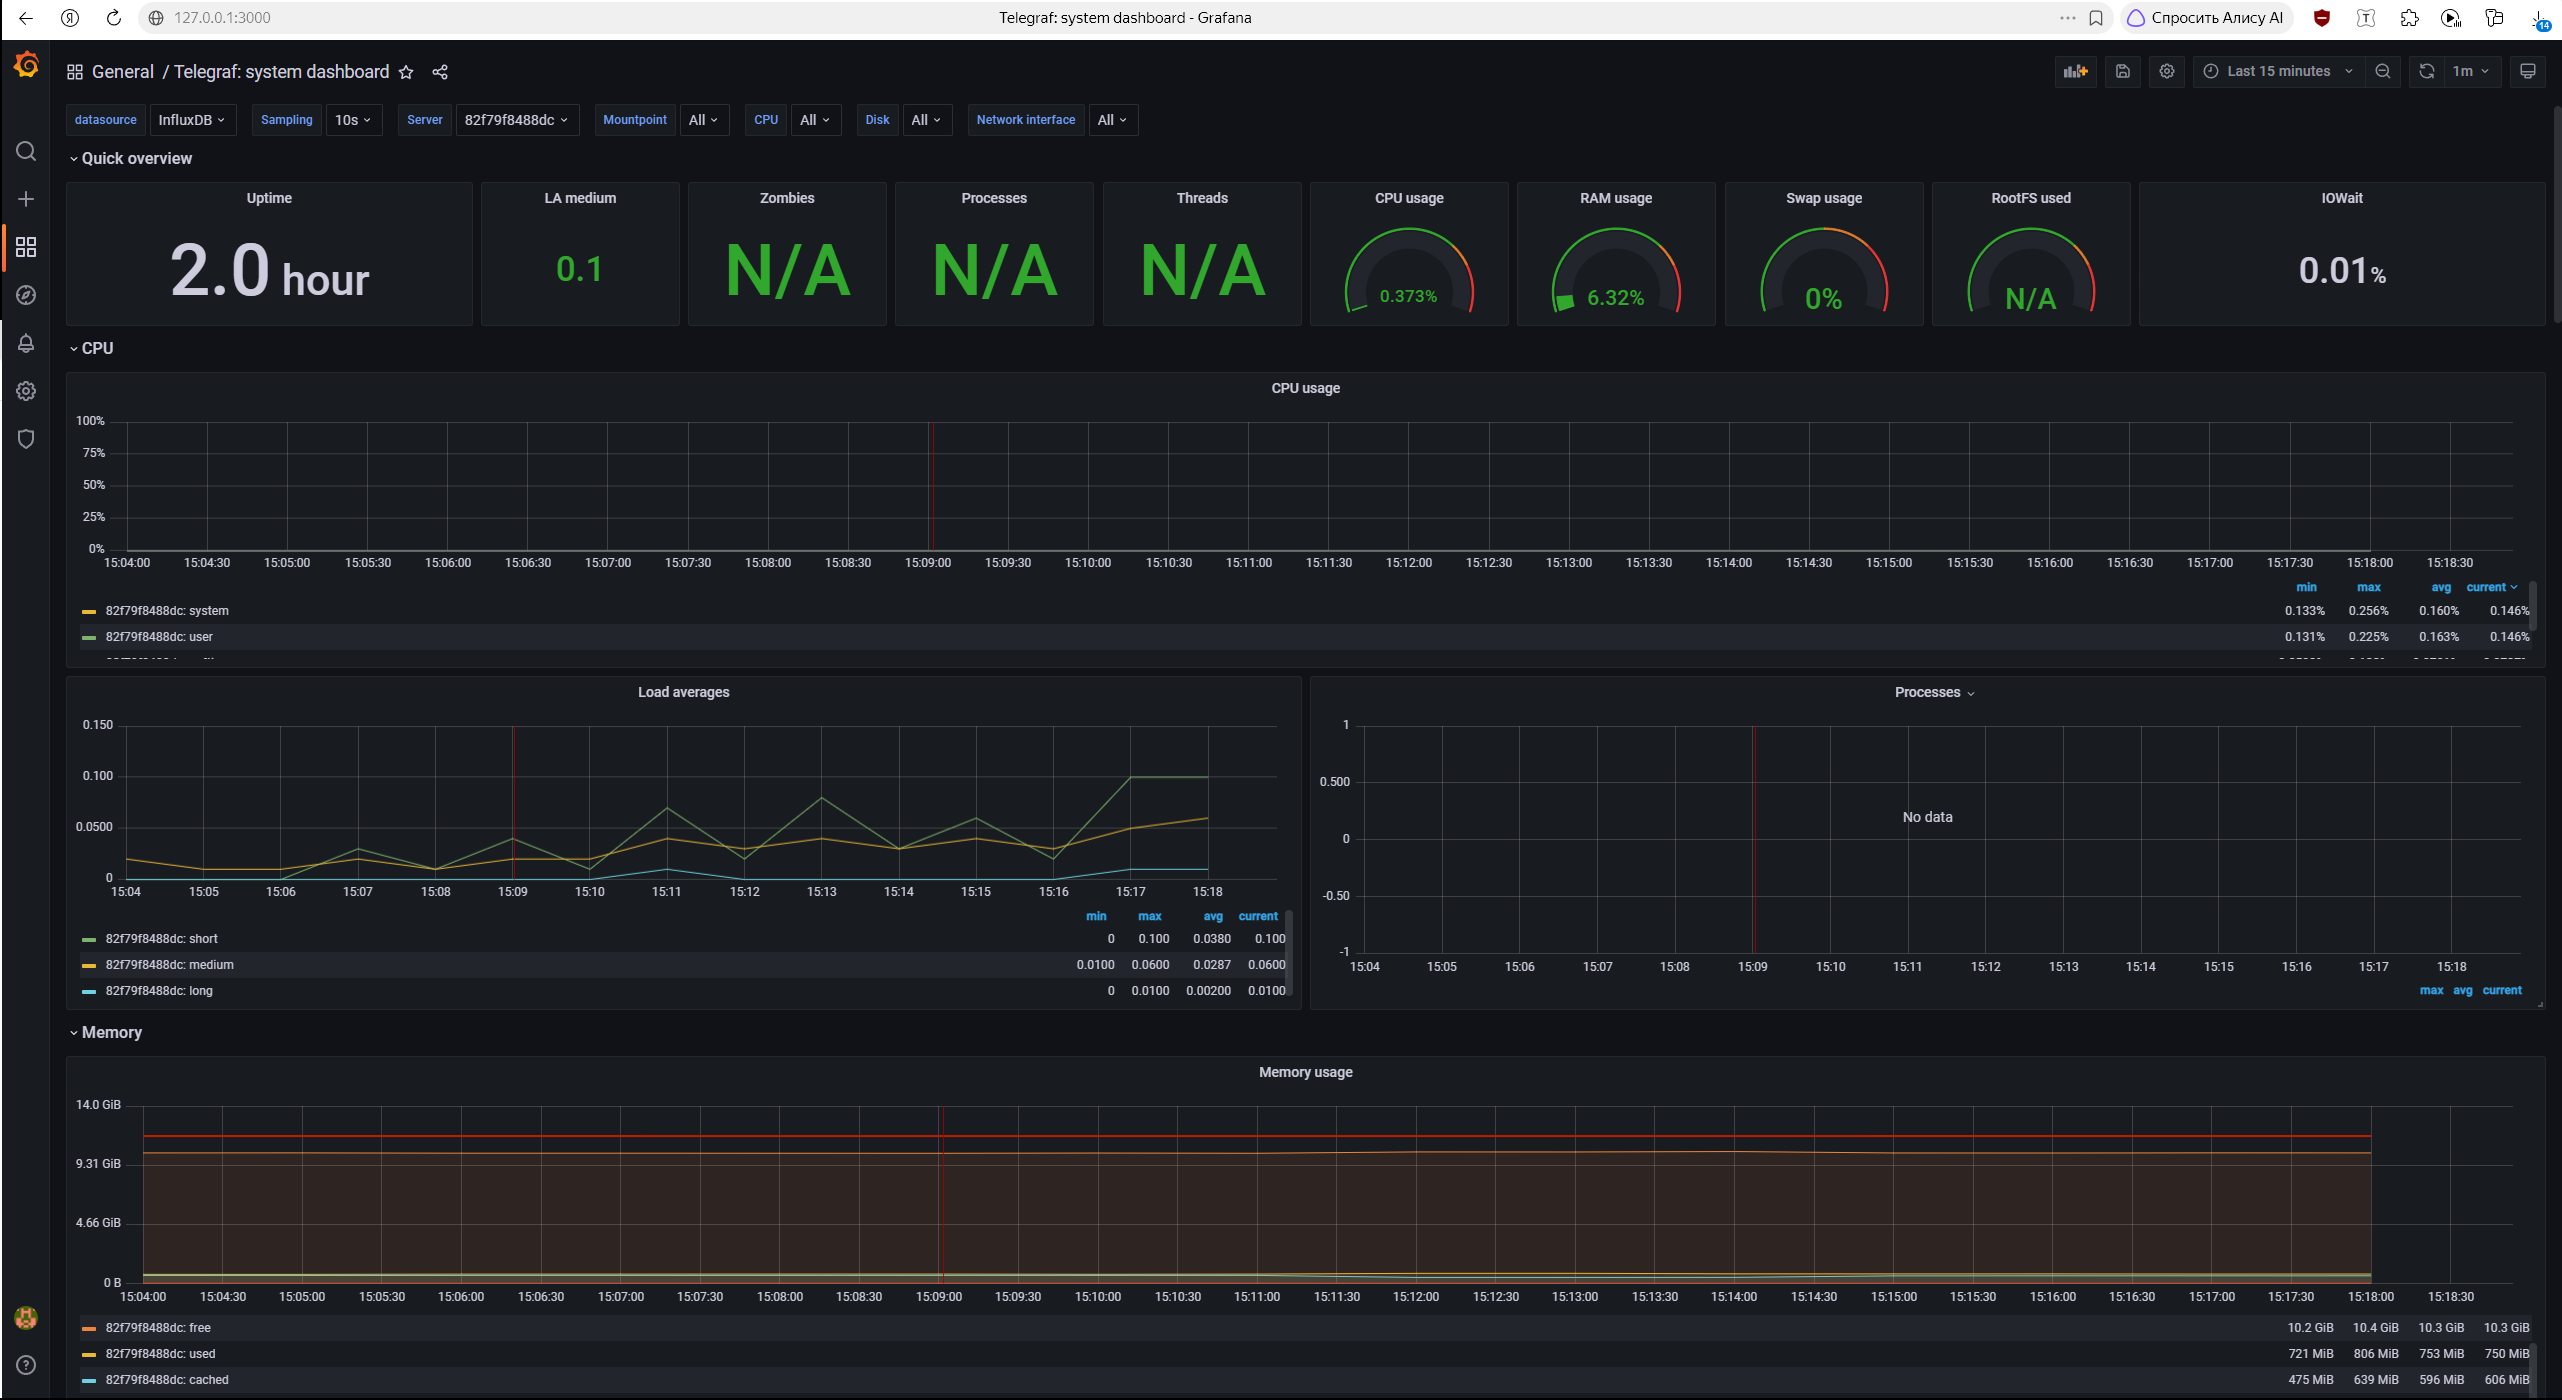 127.0.0.1:3000 Telegraf: system dashboard - Grafana Спросить Алису AI 14
General / Telegraf: system dashboard Last 15 minutes 1m
datasource InfluxDB Sampling 10s Server 82f79f8488dc Mountpoint All CPU All Disk All Network interface All
Quick overview
Uptime LA medium Zombies Processes Threads CPU usage RAM usage Swap usage RootFS used IOWait
2.0 hour 0.1 N/A N/A N/A 0.373% 6.32% 0% N/A 0.01%
CPU
CPU usage
100%
75%
50%
25%
0%
15:04:00 15:04:30 15:05:00 15:05:30 15:06:00 15:06:30 15:07:00 15:07:30 15:08:00 15:08:30 15:09:00 15:09:30 15:10:00 15:10:30 15:11:00 15:11:30 15:12:00 15:12:30 15:13:00 15:13:30 15:14:00 15:14:30 15:15:00 15:15:30 15:16:00 15:16:30 15:17:00 15:17:30 15:18:00 15:18:30
min max avg current
82f79f8488dc: system 0.133% 0.256% 0.160% 0.146%
82f79f8488dc: user 0.131% 0.225% 0.163% 0.146%
Load averages
0.150
0.100
0.0500
0
15:04 15:05 15:06 15:07 15:08 15:09 15:10 15:11 15:12 15:13 15:14 15:15 15:16 15:17 15:18
min max avg current
82f79f8488dc: short 0 0.100 0.0380 0.100
82f79f8488dc: medium 0.0100 0.0600 0.0287 0.0600
82f79f8488dc: long 0 0.0100 0.00200 0.0100
Processes
1
0.500
No data
0
-0.50
-1
15:04 15:05 15:06 15:07 15:08 15:09 15:10 15:11 15:12 15:13 15:14 15:15 15:16 15:17 15:18
max avg current
Memory
Memory usage
14.0 GiB
9.31 GiB
4.66 GiB
0 B
15:04:00 15:04:30 15:05:00 15:05:30 15:06:00 15:06:30 15:07:00 15:07:30 15:08:00 15:08:30 15:09:00 15:09:30 15:10:00 15:10:30 15:11:00 15:11:30 15:12:00 15:12:30 15:13:00 15:13:30 15:14:00 15:14:30 15:15:00 15:15:30 15:16:00 15:16:30 15:17:00 15:17:30 15:18:00 15:18:30
82f79f8488dc: free 10.2 GiB 10.4 GiB 10.3 GiB 10.3 GiB
82f79f8488dc: used 721 MiB 806 MiB 753 MiB 750 MiB
82f79f8488dc: cached 475 MiB 639 MiB 596 MiB 606 MiB